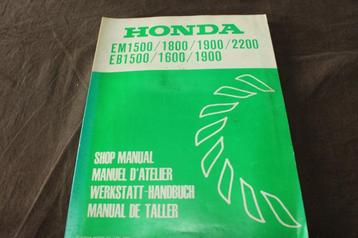 HONDA
EM1500/1800/1900/2200
EB1500/1600/1900
SHOP MANUAL
MANUEL D'ATELIER
WERKSTATT-HANDBUCH
MANUAL DE TALLER